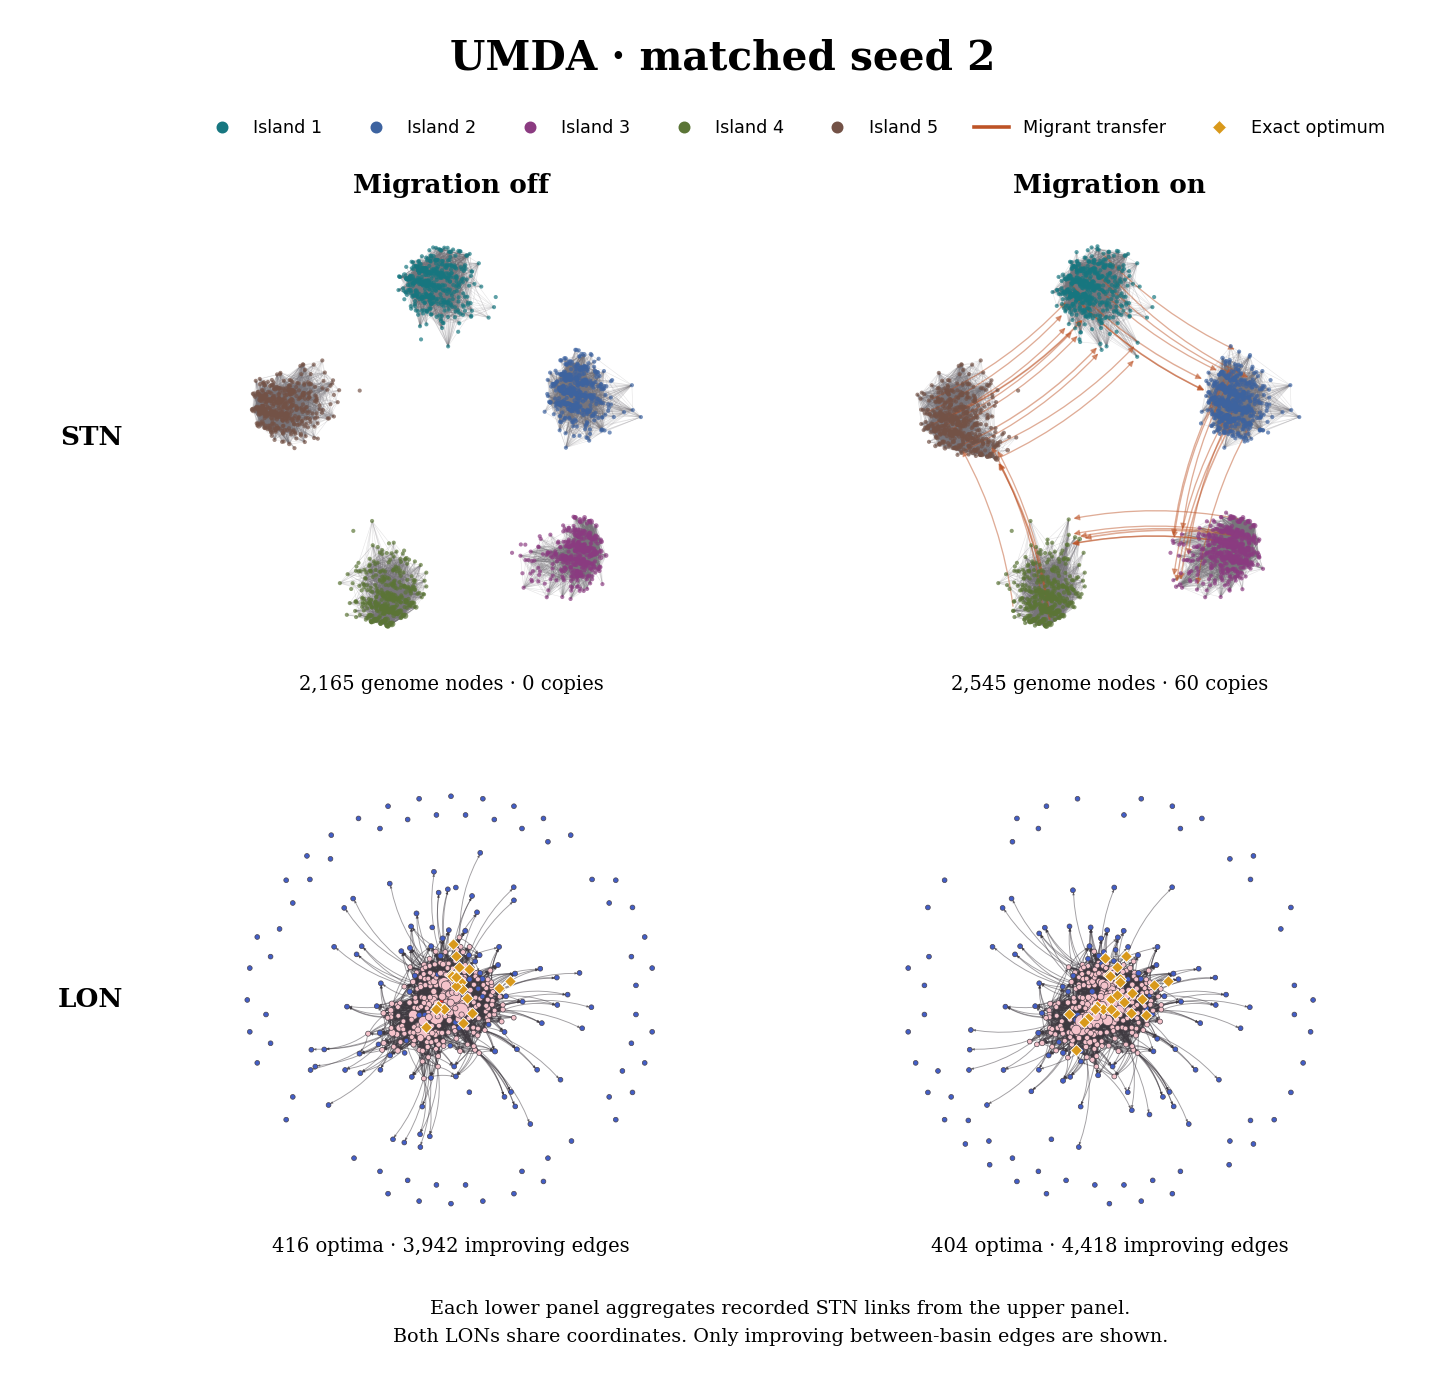 UMDA · matched seed 2
Island 1 Island 2 Island 3 Island 4 Island 5 Migrant transfer Exact optimum
Migration off Migration on
STN
2,165 genome nodes · 0 copies 2,545 genome nodes · 60 copies
LON
416 optima · 3,942 improving edges 404 optima · 4,418 improving edges
Each lower panel aggregates recorded STN links from the upper panel.
Both LONs share coordinates. Only improving between-basin edges are shown.